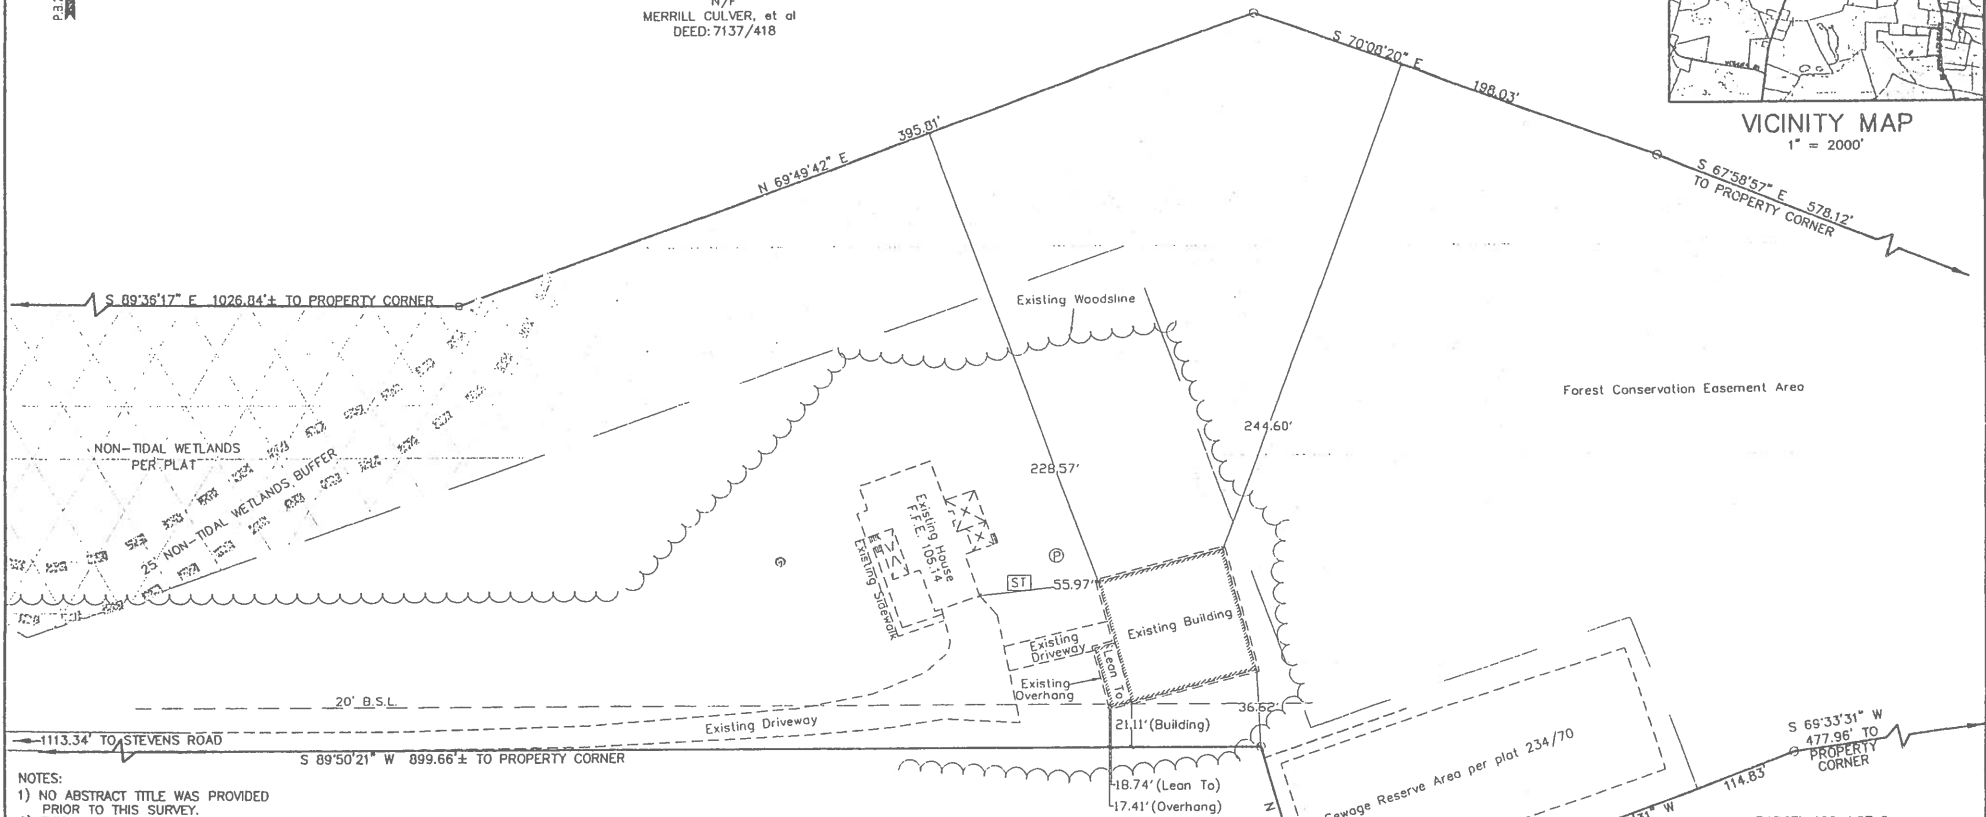 N/F
MERRILL CULVER, et al
DEED: 7137/418
S 70°08'20" E
198.03'
VICINITY MAP
1" = 2000'
395.81'
N 69°49'42" E
S 67°58'57" E 578.12'
TO PROPERTY CORNER
S 89°36'17" E 1026.84'± TO PROPERTY CORNER
Existing Woodsline
Forest Conservation Easement Area
244.60'
NON-TIDAL WETLANDS
PER PLAT
228.57'
25' NON-TIDAL WETLANDS BUFFER
Existing House
F.F.E. 105.14
Existing Sidewalk
P
ST
55.97'
Existing Building
Existing
Driveway
Lean To
Existing
Overhang
20' B.S.L.
36.62'
Existing Driveway
21.11' (Building)
1113.34' TO STEVENS ROAD
S 89°50'21" W 899.66'± TO PROPERTY CORNER
S 69°33'31" W
477.96' TO
PROPERTY
CORNER
Sewage Reserve Area per plat 234/70
114.83'
18.74' (Lean To)
17.41' (Overhang)
N
31" W
NOTES:
1) NO ABSTRACT TITLE WAS PROVIDED
PRIOR TO THIS SURVEY.